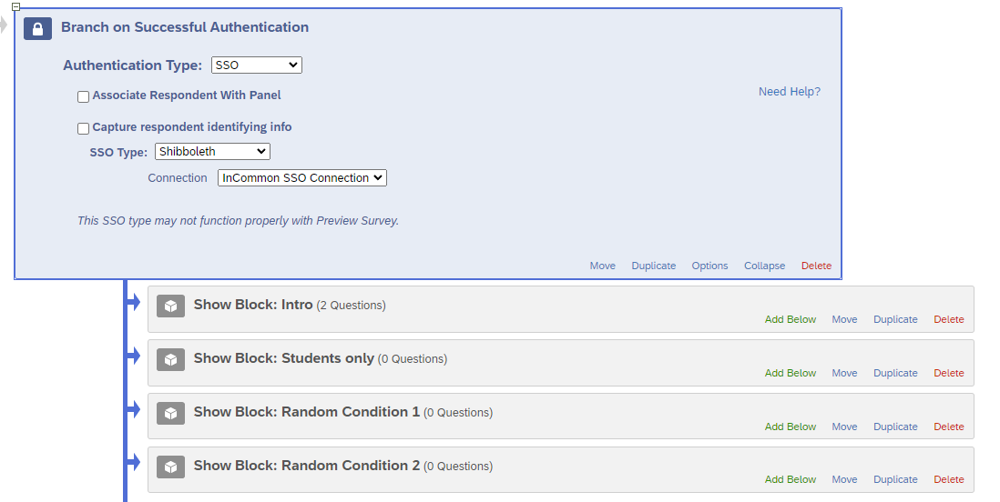 Branch on Successful Authentication
Authentication Type: SSO
Associate Respondent With Panel
Need Help?
Capture respondent identifying info
SSO Type: Shibboleth
Connection InCommon SSO Connection
This SSO type may not function properly with Preview Survey.
Move Duplicate Options Collapse Delete
Show Block: Intro (2 Questions)
Add Below Move Duplicate Delete
Show Block: Students only (0 Questions)
Add Below Move Duplicate Delete
Show Block: Random Condition 1 (0 Questions)
Add Below Move Duplicate Delete
Show Block: Random Condition 2 (0 Questions)
Add Below Move Duplicate Delete